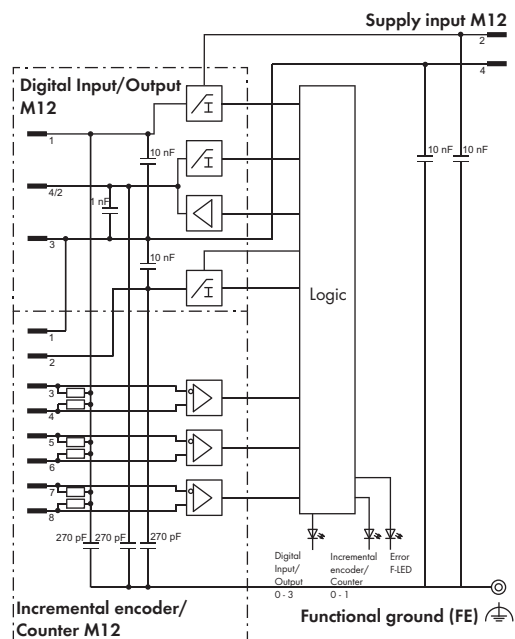 Supply input M12
2
4
Digital Input/Output
M12
1
10 nF
10 nF
10 nF
4/2
1 nF
3
10 nF
Logic
1
2
3
4
5
6
7
8
270 pF
270 pF
270 pF
Digital
Input/
Output
0 - 3
Incremental
encoder/
Counter
0 - 1
Error
F-LED
Incremental encoder/
Counter M12
Functional ground (FE)